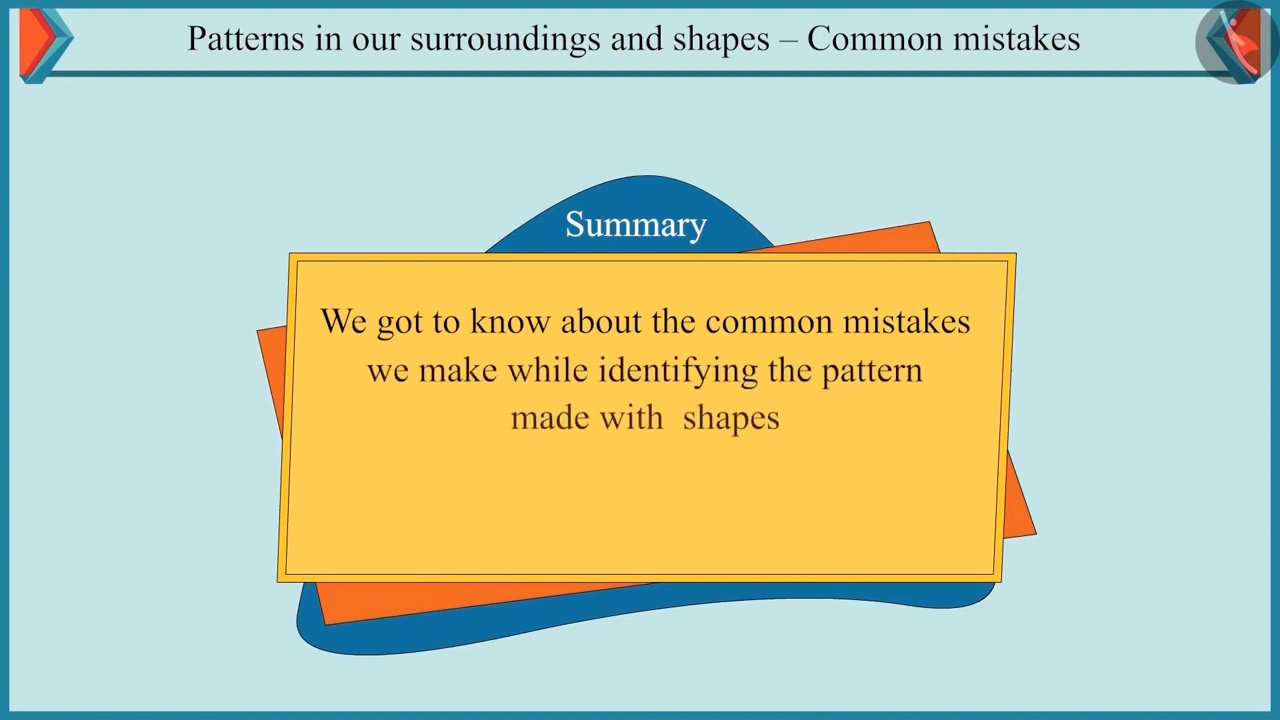 Patterns in our surroundings and shapes – Common mistakes
Summary
We got to know about the common mistakes
we make while identifying the pattern
made with shapes